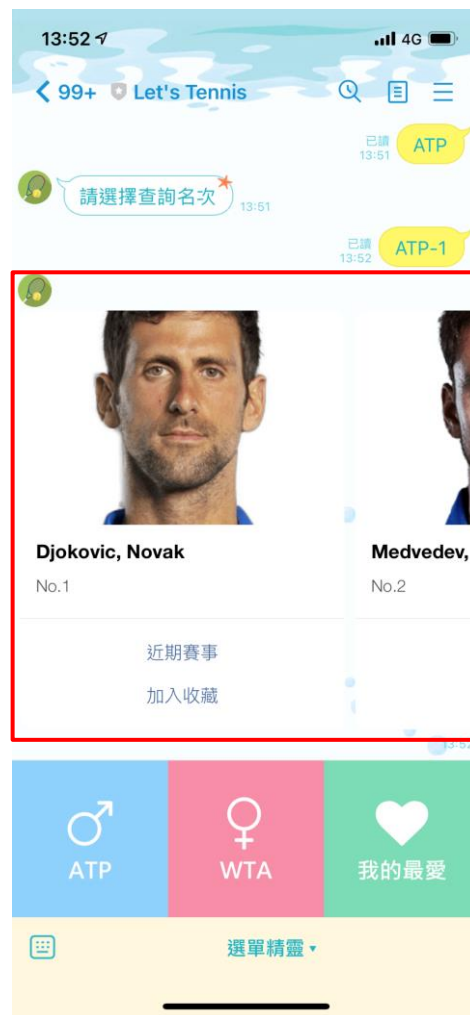 13:52
4G
99+
Let's Tennis
已讀
13:51
ATP
請選擇查詢名次
13:51
已讀
13:52
ATP-1
Djokovic, Novak
No.1
近期賽事
加入收藏
Medvedev,
No.2
13:52
ATP
WTA
我的最愛
選單精靈